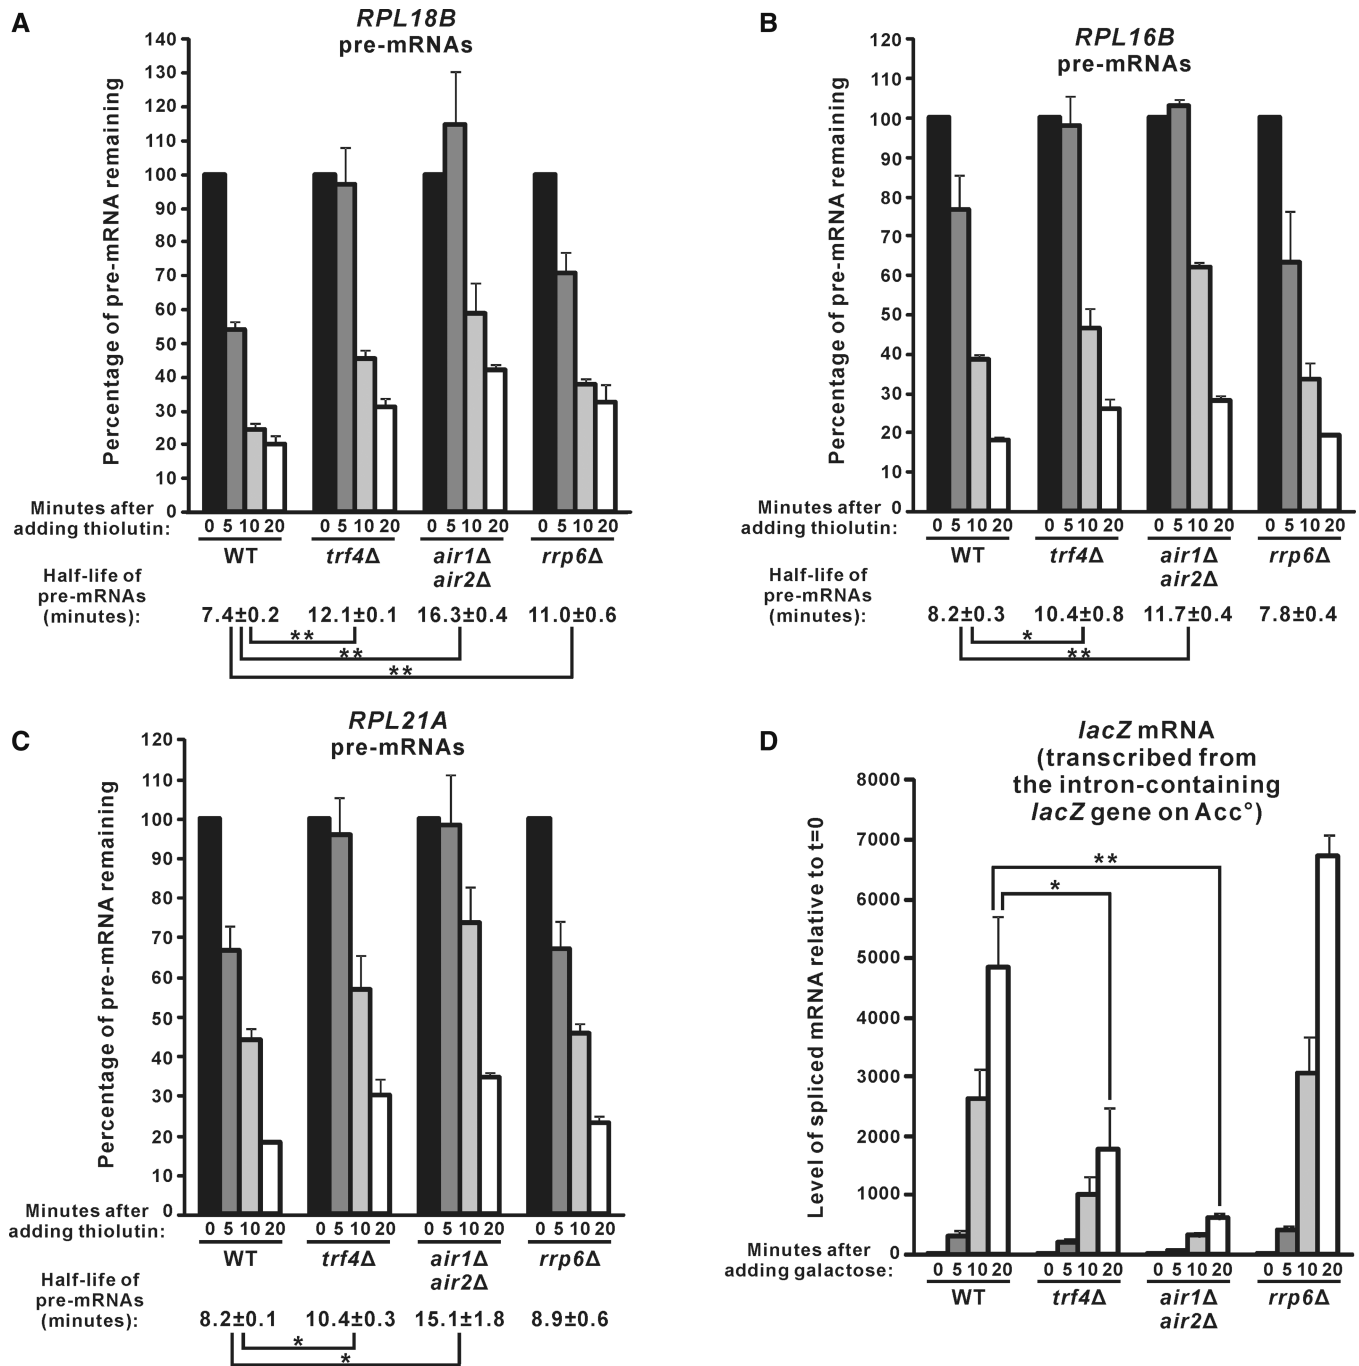 A
RPL18B
pre-mRNAs
Percentage of pre-mRNA remaining
140
130
120
110
100
90
80
70
60
50
40
30
20
10
0
Minutes after
adding thiolutin:
0 5 10 20 0 5 10 20 0 5 10 20 0 5 10 20
WT trf4Δ air1Δ rrp6Δ
air2Δ
Half-life of
pre-mRNAs
(minutes):
7.4±0.2 12.1±0.1 16.3±0.4 11.0±0.6
**
**
**
B
RPL16B
pre-mRNAs
Percentage of pre-mRNA remaining
120
110
100
90
80
70
60
50
40
30
20
10
0
Minutes after
adding thiolutin:
0 5 10 20 0 5 10 20 0 5 10 20 0 5 10 20
WT trf4Δ air1Δ rrp6Δ
air2Δ
Half-life of
pre-mRNAs
(minutes):
8.2±0.3 10.4±0.8 11.7±0.4 7.8±0.4
*
**
C
RPL21A
pre-mRNAs
Percentage of pre-mRNA remaining
120
110
100
90
80
70
60
50
40
30
20
10
0
Minutes after
adding thiolutin:
0 5 10 20 0 5 10 20 0 5 10 20 0 5 10 20
WT trf4Δ air1Δ rrp6Δ
air2Δ
Half-life of
pre-mRNAs
(minutes):
8.2±0.1 10.4±0.3 15.1±1.8 8.9±0.6
*
*
D
lacZ mRNA
(transcribed from
the intron-containing
lacZ gene on Acc°)
Level of spliced mRNA relative to t=0
8000
7000
6000
5000
4000
3000
2000
1000
0
**
*
Minutes after
adding galactose:
0 5 10 20 0 5 10 20 0 5 10 20 0 5 10 20
WT trf4Δ air1Δ rrp6Δ
air2Δ